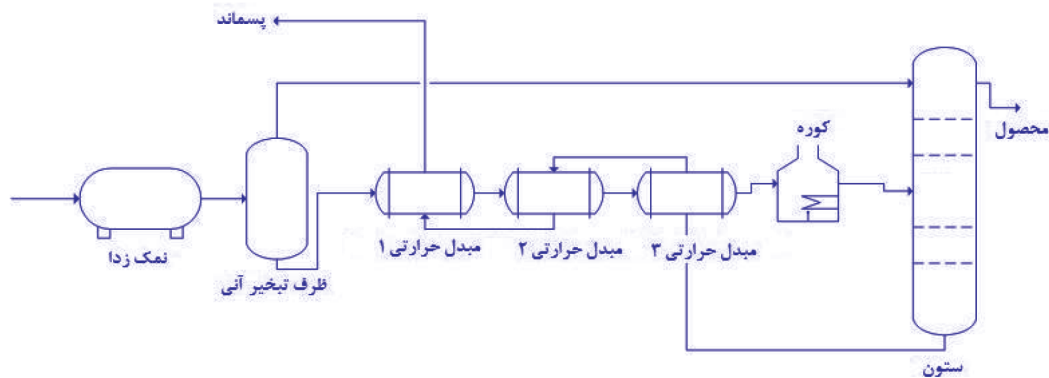 پسماند
محصول
کوره
نمک زدا
ظرف تبخیر آنی
مبدل حرارتی ۱
مبدل حرارتی ۲
مبدل حرارتی ۳
ستون